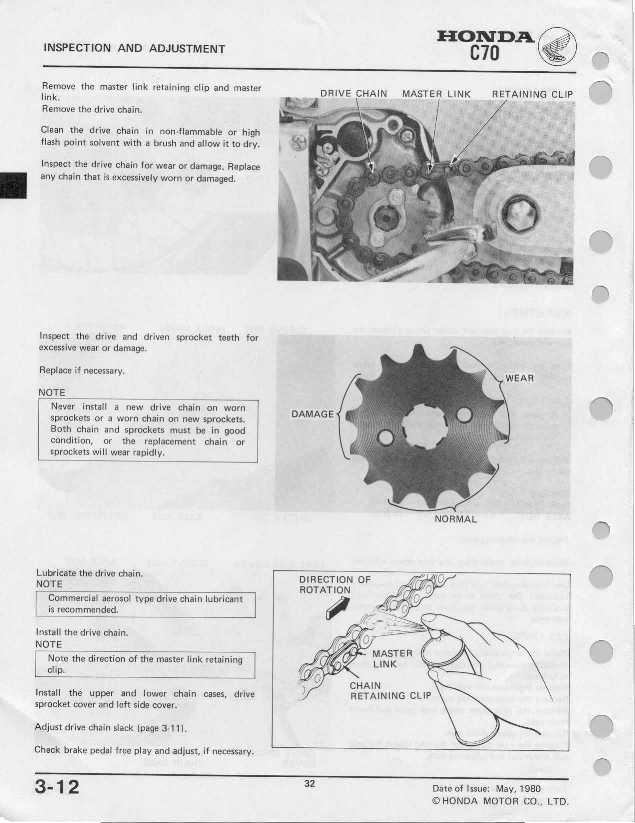 INSPECTION AND ADJUSTMENT
HONDA
C70
Remove the master link retaining clip and master
link.
Remove the drive chain.
Clean the drive chain in non-flammable or high
flash point solvent with a brush and allow it to dry.
Inspect the drive chain for wear or damage. Replace
any chain that is excessively worn or damaged.
DRIVE CHAIN MASTER LINK RETAINING CLIP
Inspect the drive and driven sprocket teeth for
excessive wear or damage.
Replace if necessary.
NOTE
Never install a new drive chain on worn
sprockets or a worn chain on new sprockets.
Both chain and sprockets must be in good
condition, or the replacement chain or
sprockets will wear rapidly.
WEAR
DAMAGE
NORMAL
Lubricate the drive chain.
NOTE
Commercial aerosol type drive chain lubricant
is recommended.
Install the drive chain.
NOTE
Note the direction of the master link retaining
clip.
Install the upper and lower chain cases, drive
sprocket cover and left side cover.
Adjust drive chain slack (page 3-11).
Check brake pedal free play and adjust, if necessary.
DIRECTION OF
ROTATION
MASTER
LINK
CHAIN
RETAINING CLIP
3-12
32
Date of Issue: May, 1980
© HONDA MOTOR CO., LTD.